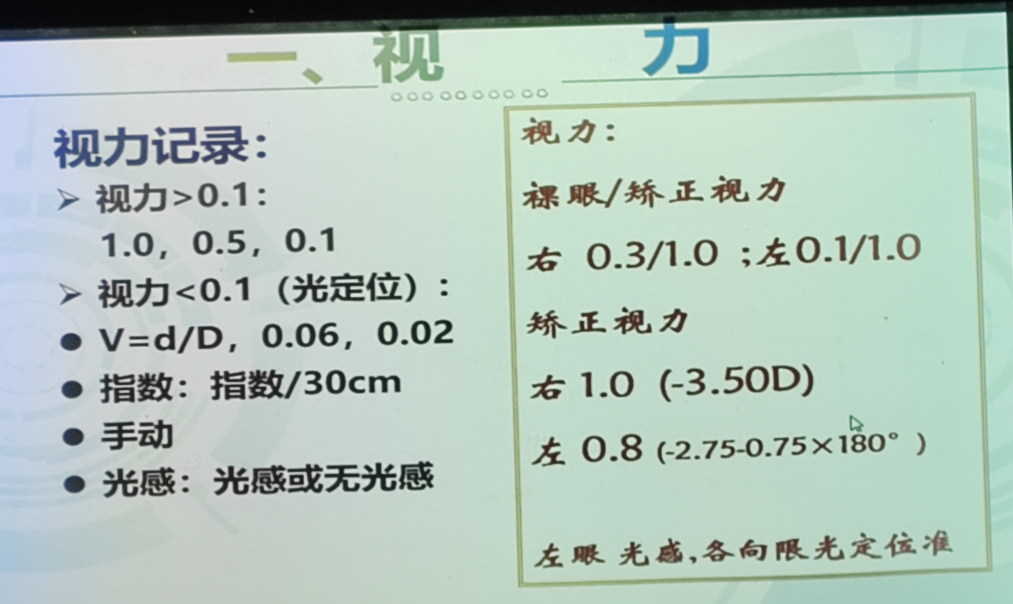 一、视 力
视力记录：
视力>0.1：
1.0，0.5，0.1
视力<0.1（光定位）：
V=d/D，0.06，0.02
指数：指数/30cm
手动
光感：光感或无光感
视力：
裸眼/矫正视力
右 0.3/1.0 ；左0.1/1.0
矫正视力
右 1.0 (-3.50D)
左 0.8 (-2.75-0.75×180° )
左眼 光感,各向限光定位准